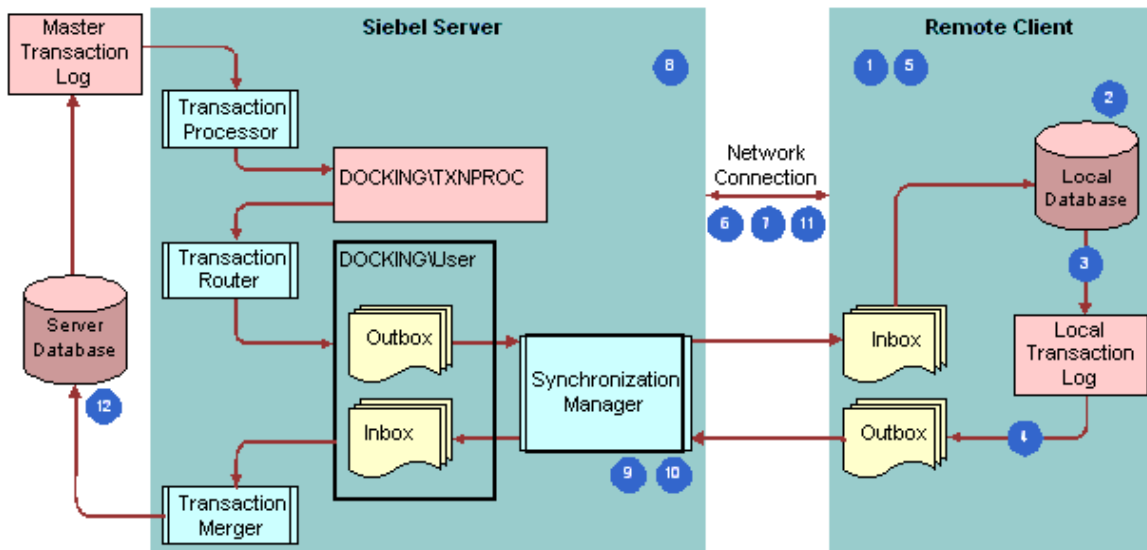 Master
Transaction
Log
Siebel Server
Remote Client
8
1
5
2
Transaction
Processor
DOCKING\TXNPROC
Network
Connection
6
7
11
Local
Database
3
Transaction
Router
DOCKING\User
Outbox
Server
Database
12
Synchronization
Manager
Inbox
Inbox
Local
Transaction
Log
Outbox
4
9
10
Transaction
Merger